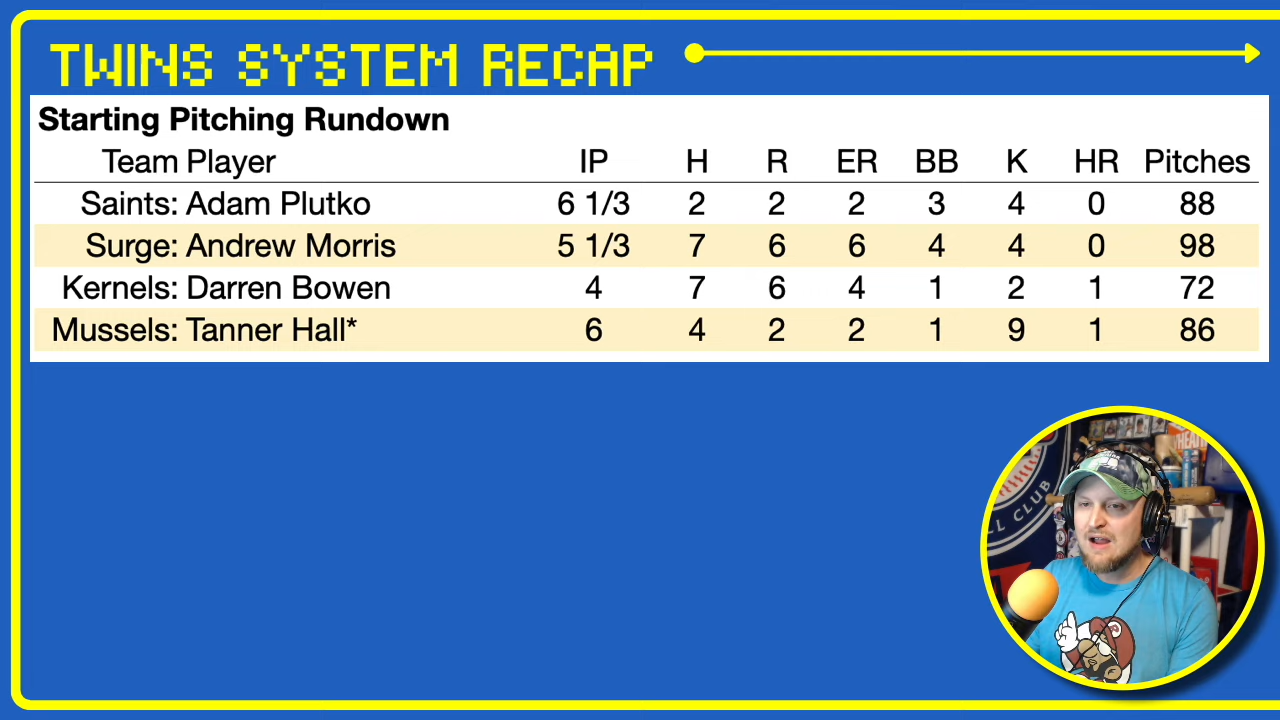 TWINS SYSTEM RECAP
Starting Pitching Rundown
Team Player IP H R ER BB K HR Pitches
Saints: Adam Plutko 6 1/3 2 2 2 3 4 0 88
Surge: Andrew Morris 5 1/3 7 6 6 4 4 0 98
Kernels: Darren Bowen 4 7 6 4 1 2 1 72
Mussels: Tanner Hall* 6 4 2 2 1 9 1 86
LL CLUB